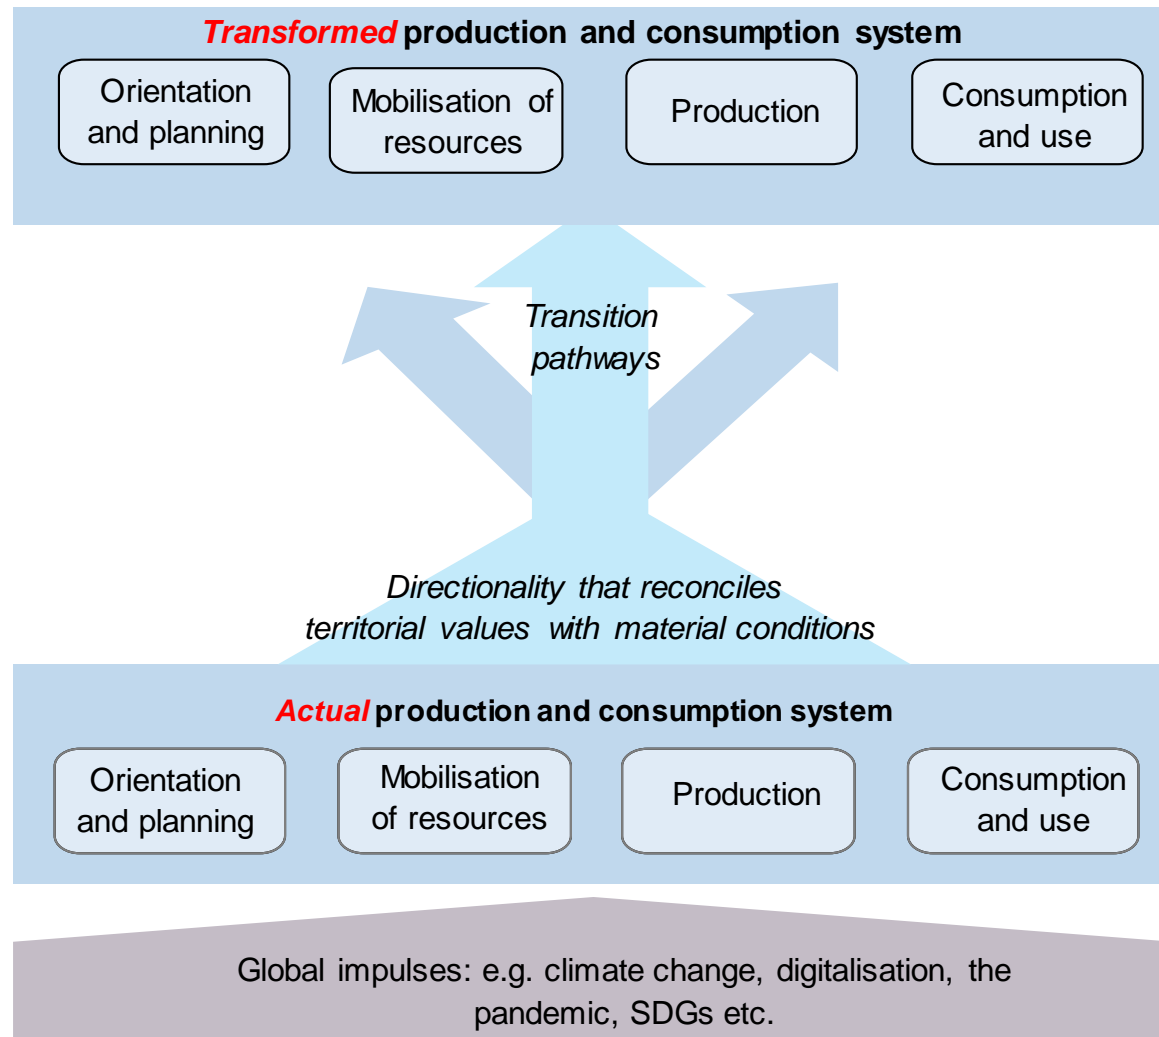 Transformed production and consumption system
Orientation
and planning
Mobilisation of
resources
Production
Consumption
and use
Transition
pathways
Directionality that reconciles
territorial values with material conditions
Actual production and consumption system
Orientation
and planning
Mobilisation
of resources
Production
Consumption
and use
Global impulses: e.g. climate change, digitalisation, the
pandemic, SDGs etc.